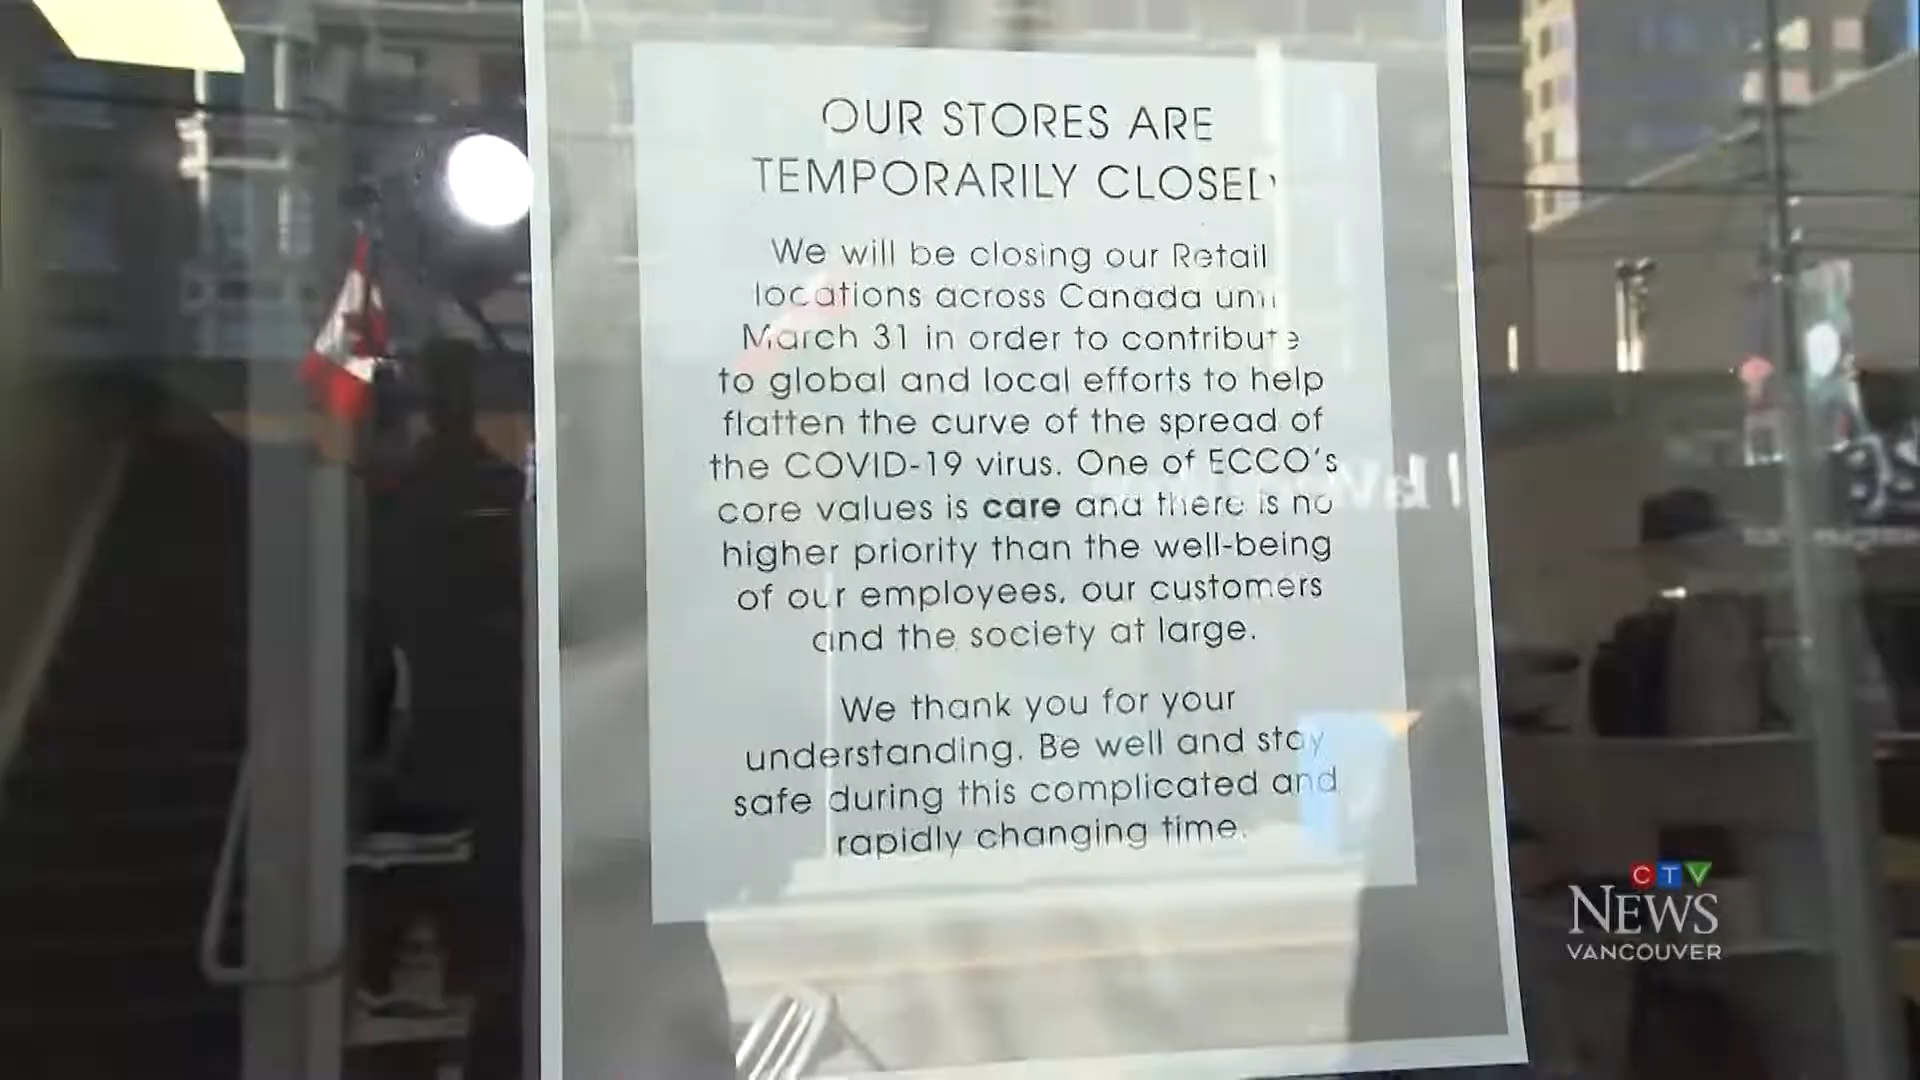 OUR STORES ARE
TEMPORARILY CLOSED
We will be closing our Retail
locations across Canada until
March 31 in order to contribute
to global and local efforts to help
flatten the curve of the spread of
the COVID-19 virus. One of ECCO's
core values is care and there is no
higher priority than the well-being
of our employees, our customers
and the society at large.
We thank you for your
understanding. Be well and stay
safe during this complicated and
rapidly changing time.
CTV
NEWS
VANCOUVER